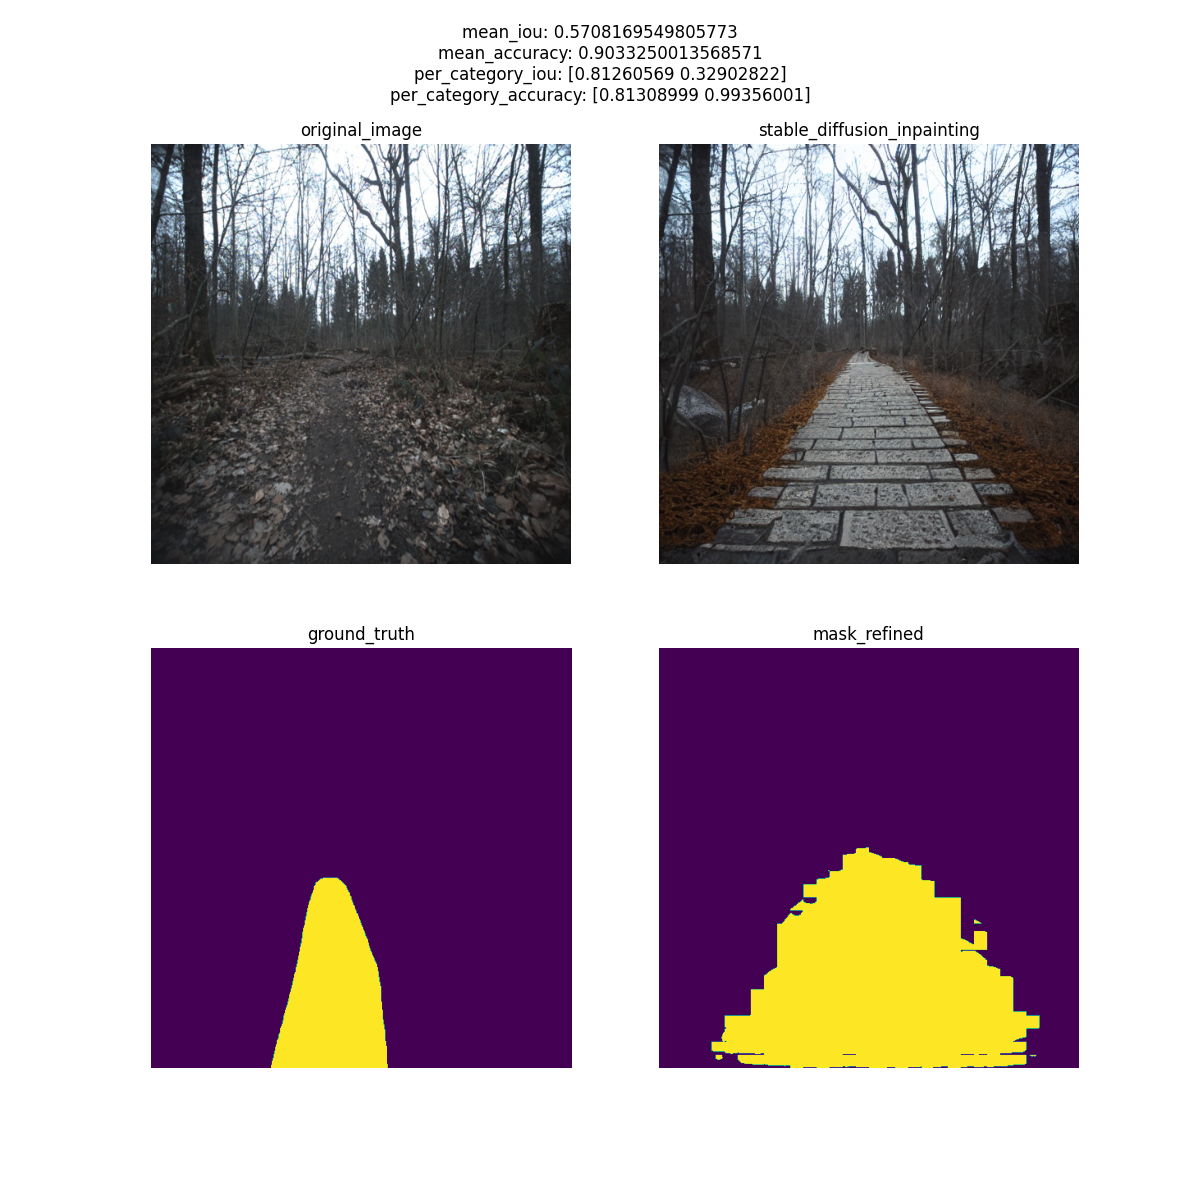 mean_iou: 0.5708169549805773
mean_accuracy: 0.9033250013568571
per_category_iou: [0.81260569 0.32902822]
per_category_accuracy: [0.81308999 0.99356001]
original_image
stable_diffusion_inpainting
ground_truth
mask_refined